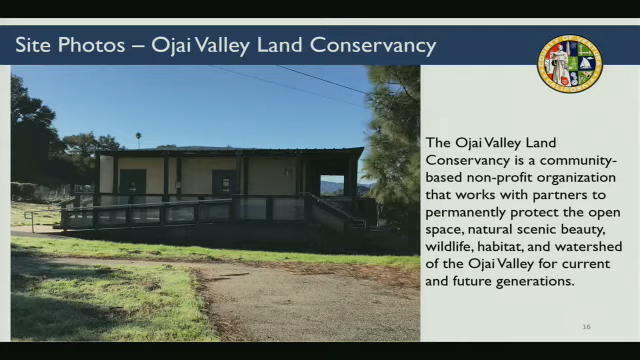 Site Photos – Ojai Valley Land Conservancy
The Ojai Valley Land
Conservancy is a community-
based non-profit organization
that works with partners to
permanently protect the open
space, natural scenic beauty,
wildlife, habitat, and watershed
of the Ojai Valley for current
and future generations.
16